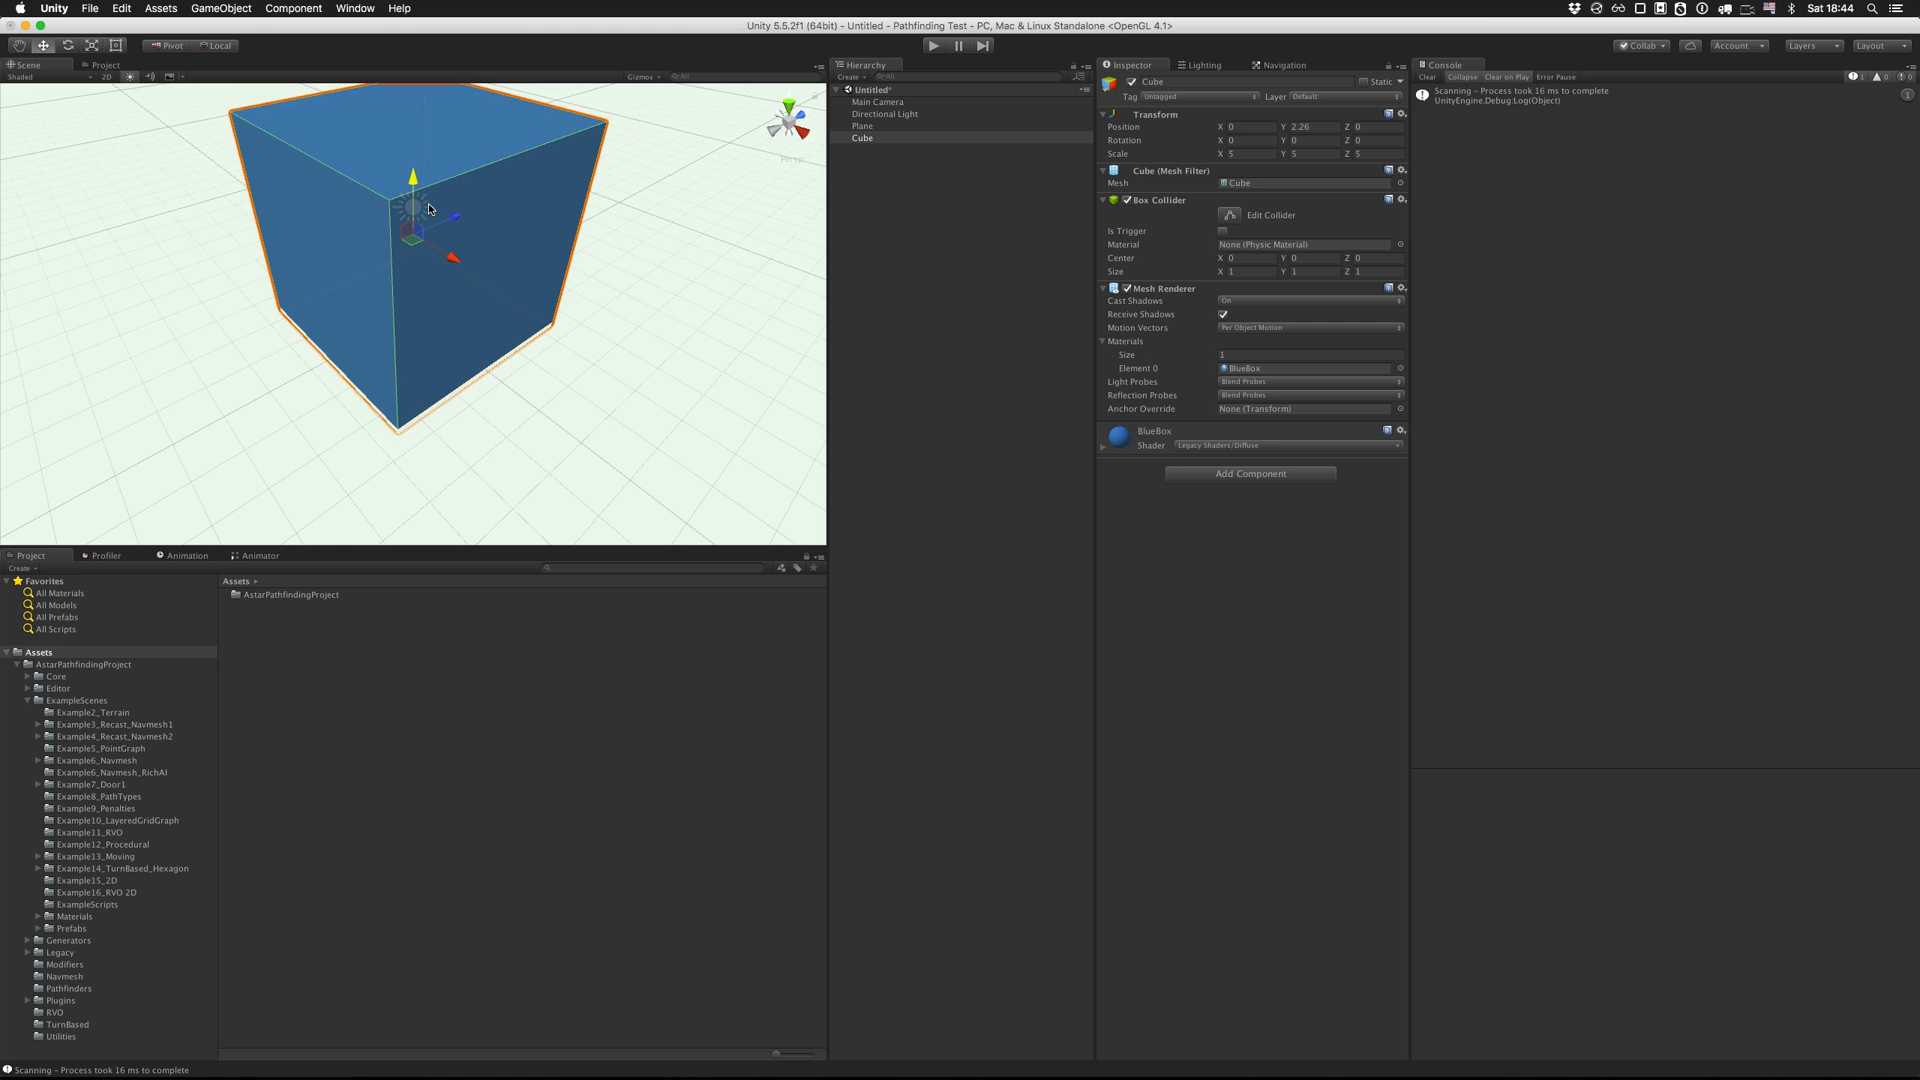 Unity File Edit Assets GameObject Component Window Help Sat 18:44
Unity 5.5.2f1 (64bit) - Untitled - Pathfinding Test - PC, Mac & Linux Standalone <OpenGL 4.1>
Pivot Local Collab Account Layers Layout
Scene Project
Shaded 2D Gizmos All
Persp
Hierarchy
Create All
Untitled*
Main Camera
Directional Light
Plane
Cube
Inspector Lighting Navigation
Cube Static
Tag Untagged Layer Default
Transform
Position X 0 Y 2.26 Z 0
Rotation X 0 Y 0 Z 0
Scale X 5 Y 5 Z 5
Cube (Mesh Filter)
Mesh Cube
Box Collider
Edit Collider
Is Trigger
Material None (Physic Material)
Center X 0 Y 0 Z 0
Size X 1 Y 1 Z 1
Mesh Renderer
Cast Shadows On
Receive Shadows
Motion Vectors Per Object Motion
Materials
Size 1
Element 0 BlueBox
Light Probes Blend Probes
Reflection Probes Blend Probes
Anchor Override None (Transform)
BlueBox
Shader Legacy Shaders/Diffuse
Add Component
Console
Clear Collapse Clear on Play Error Pause 1 0 0
Scanning - Process took 16 ms to complete
UnityEngine.Debug:Log(Object)
1
Project Profiler Animation Animator
Create
Favorites
All Materials
All Models
All Prefabs
All Scripts
Assets
AstarPathfindingProject
Core
Editor
ExampleScenes
Example2_Terrain
Example3_Recast_Navmesh1
Example4_Recast_Navmesh2
Example5_PointGraph
Example6_Navmesh
Example6_Navmesh_RichAI
Example7_Door1
Example8_PathTypes
Example9_Penalties
Example10_LayeredGridGraph
Example11_RVO
Example12_Procedural
Example13_Moving
Example14_TurnBased_Hexagon
Example15_2D
Example16_RVO 2D
ExampleScripts
Materials
Prefabs
Generators
Legacy
Modifiers
Navmesh
Pathfinders
Plugins
RVO
TurnBased
Utilities
Assets
AstarPathfindingProject
Scanning - Process took 16 ms to complete